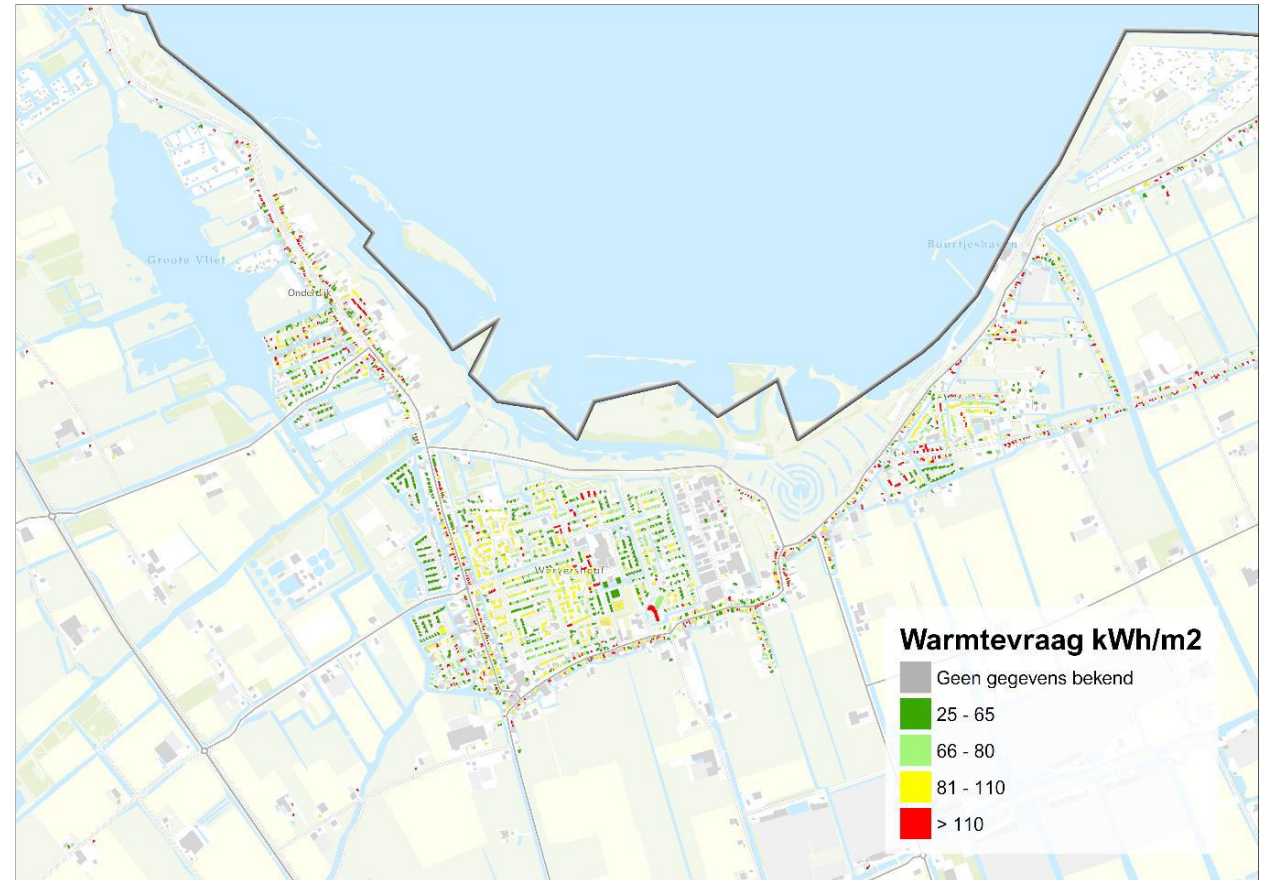 Buurtjeshaven
Groote Vliet
Onderdijk
Wervershoof
Warmtevraag kWh/m2
Geen gegevens bekend
25 - 65
66 - 80
81 - 110
> 110